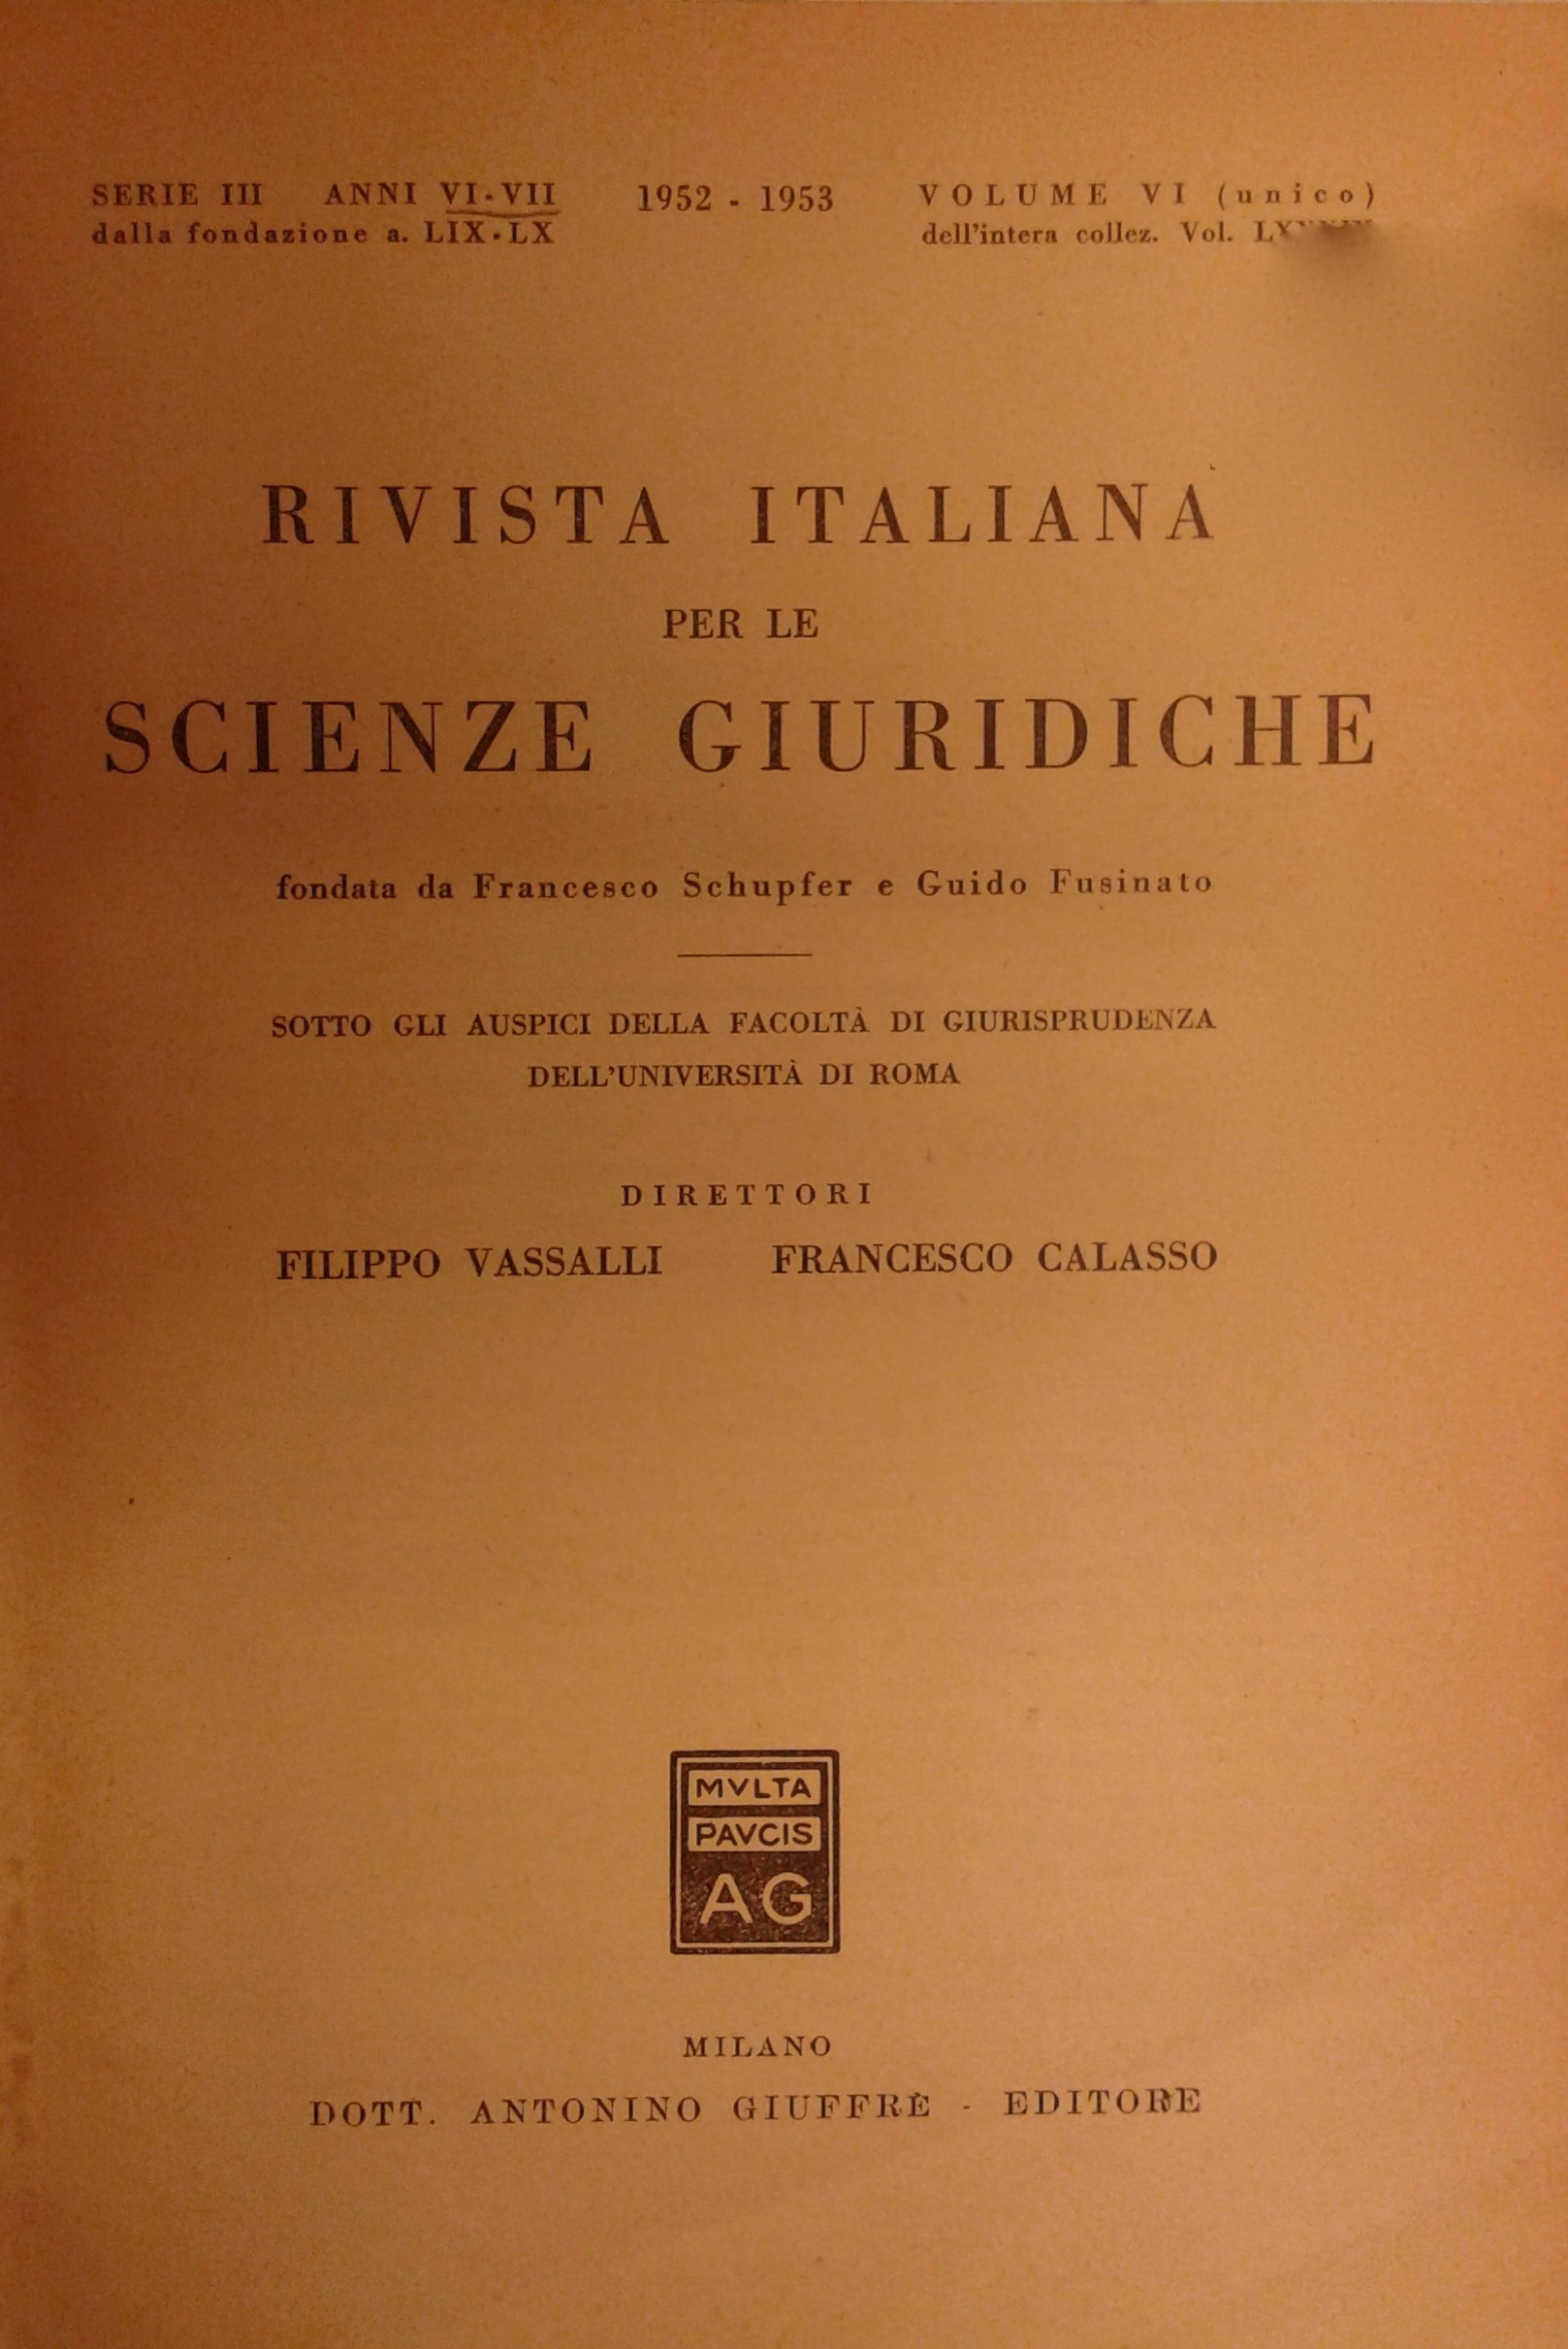 SERIE III ANNI VI-VII 1952 - 1953 VOLUME VI (unico)
dalla fondazione a. LIX-LX dell'intera collez. Vol.
RIVISTA ITALIANA
PER LE
SCIENZE GIURIDICHE
fondata da Francesco Schupfer e Guido Fusinato
SOTTO GLI AUSPICI DELLA FACOLTÀ DI GIURISPRUDENZA
DELL'UNIVERSITÀ DI ROMA
DIRETTORI
FILIPPO VASSALLI FRANCESCO CALASSO
MVLTA
PAVCIS
AG
MILANO
DOTT. ANTONINO GIUFFRÈ - EDITORE